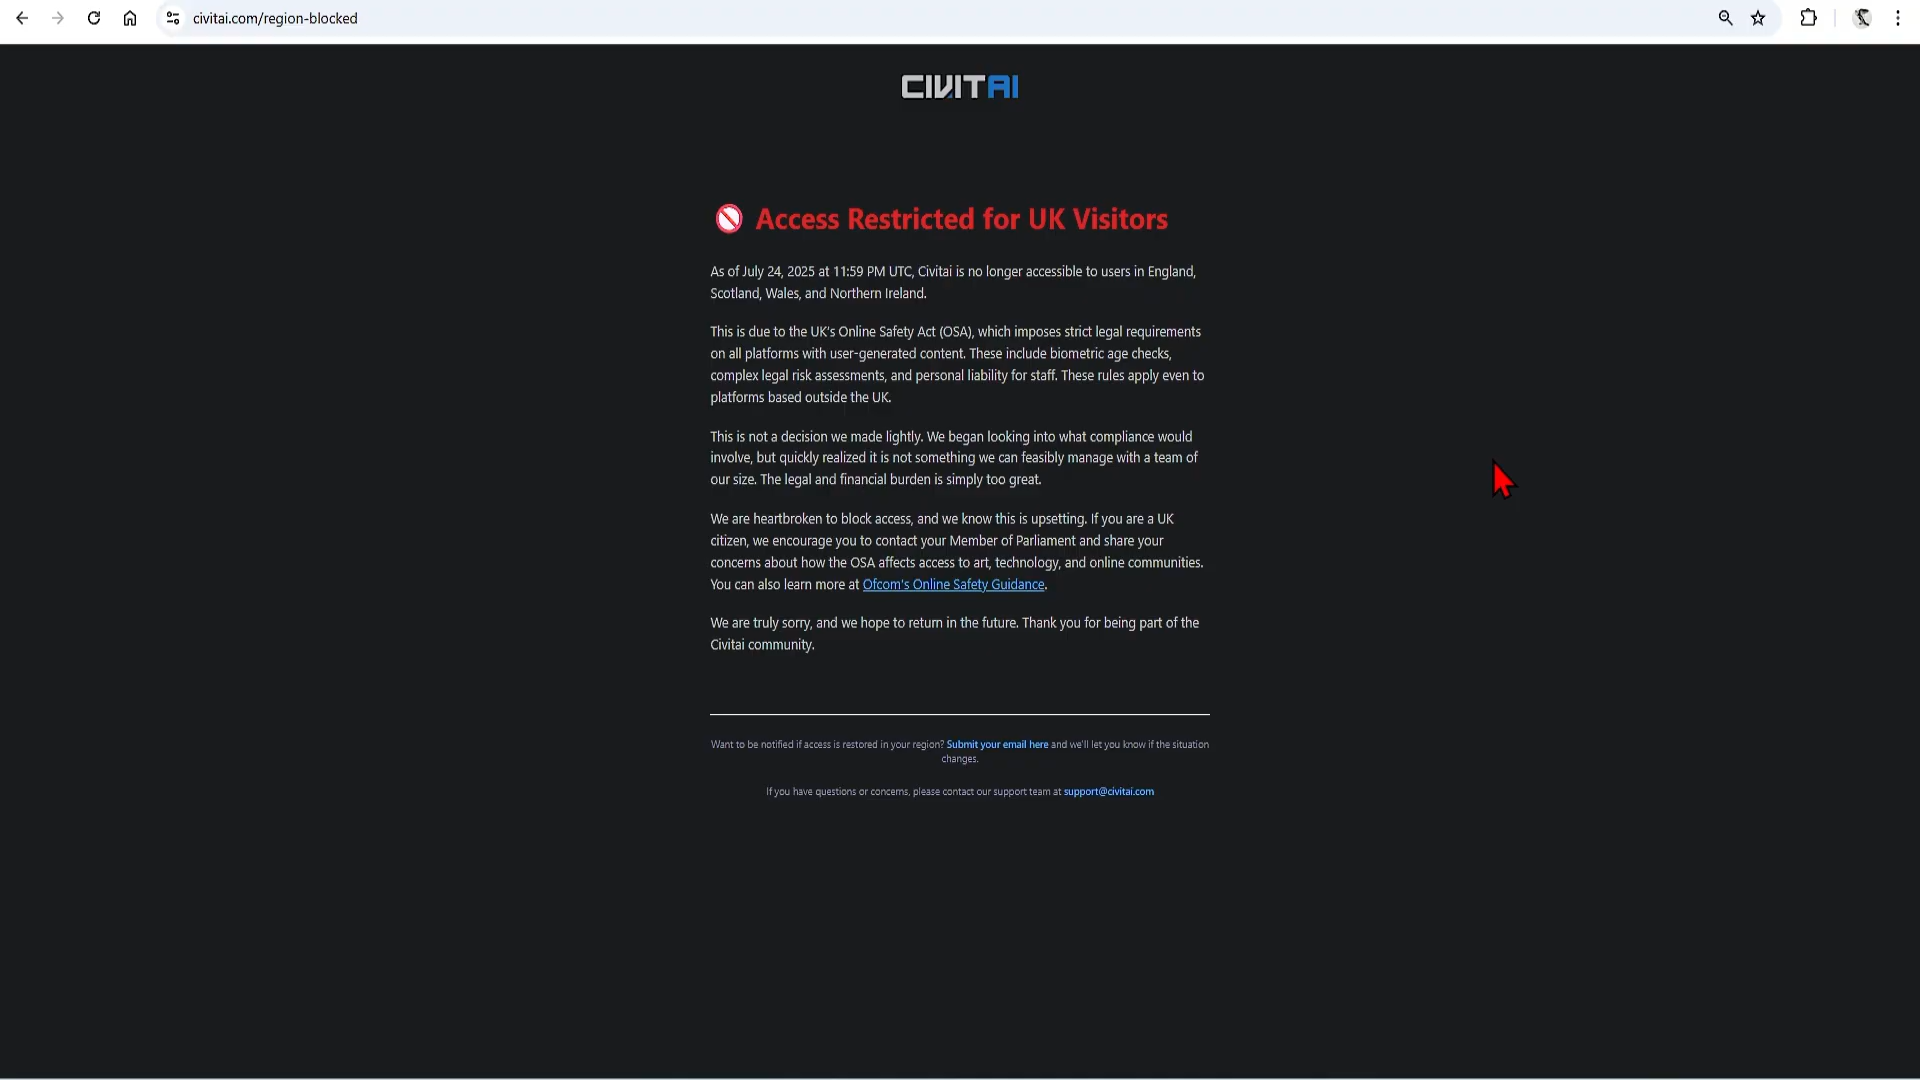 civitai.com/region-blocked
CIVITAI
Access Restricted for UK Visitors
As of July 24, 2025 at 11:59 PM UTC, Civitai is no longer accessible to users in England,
Scotland, Wales, and Northern Ireland.
This is due to the UK's Online Safety Act (OSA), which imposes strict legal requirements
on all platforms with user-generated content. These include biometric age checks,
complex legal risk assessments, and personal liability for staff. These rules apply even to
platforms based outside the UK.
This is not a decision we made lightly. We began looking into what compliance would
involve, but quickly realized it is not something we can feasibly manage with a team of
our size. The legal and financial burden is simply too great.
We are heartbroken to block access, and we know this is upsetting. If you are a UK
citizen, we encourage you to contact your Member of Parliament and share your
concerns about how the OSA affects access to art, technology, and online communities.
You can also learn more at Ofcom's Online Safety Guidance.
We are truly sorry, and we hope to return in the future. Thank you for being part of the
Civitai community.
Want to be notified if access is restored in your region? Submit your email here and we'll let you know if the situation
changes.
If you have questions or concerns, please contact our support team at support@civitai.com